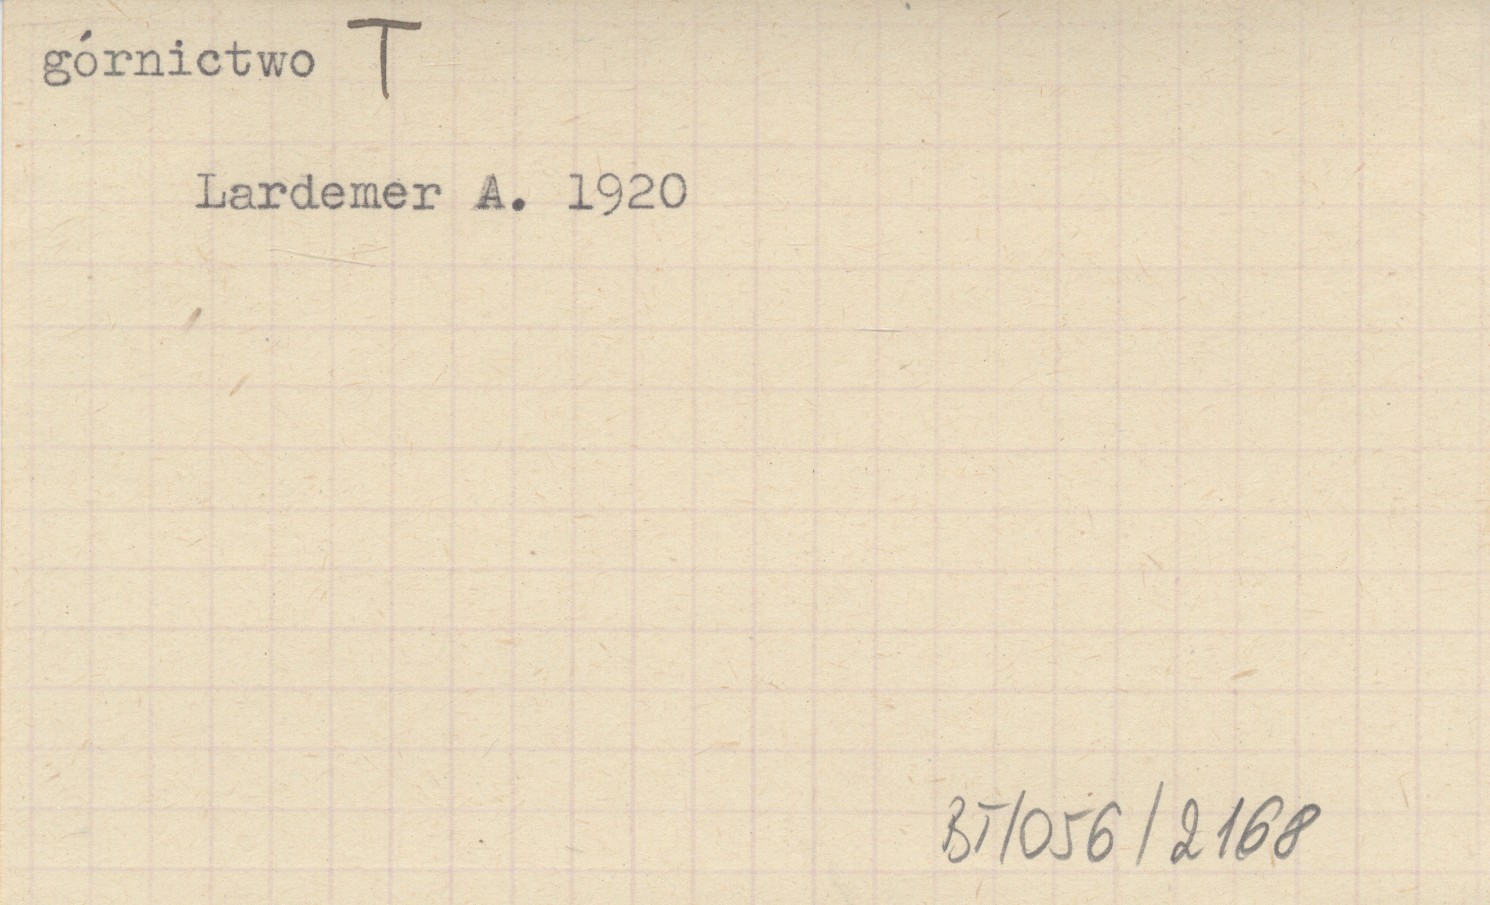 górnictwo T
Lardemer A. 1920
BT/056/2168